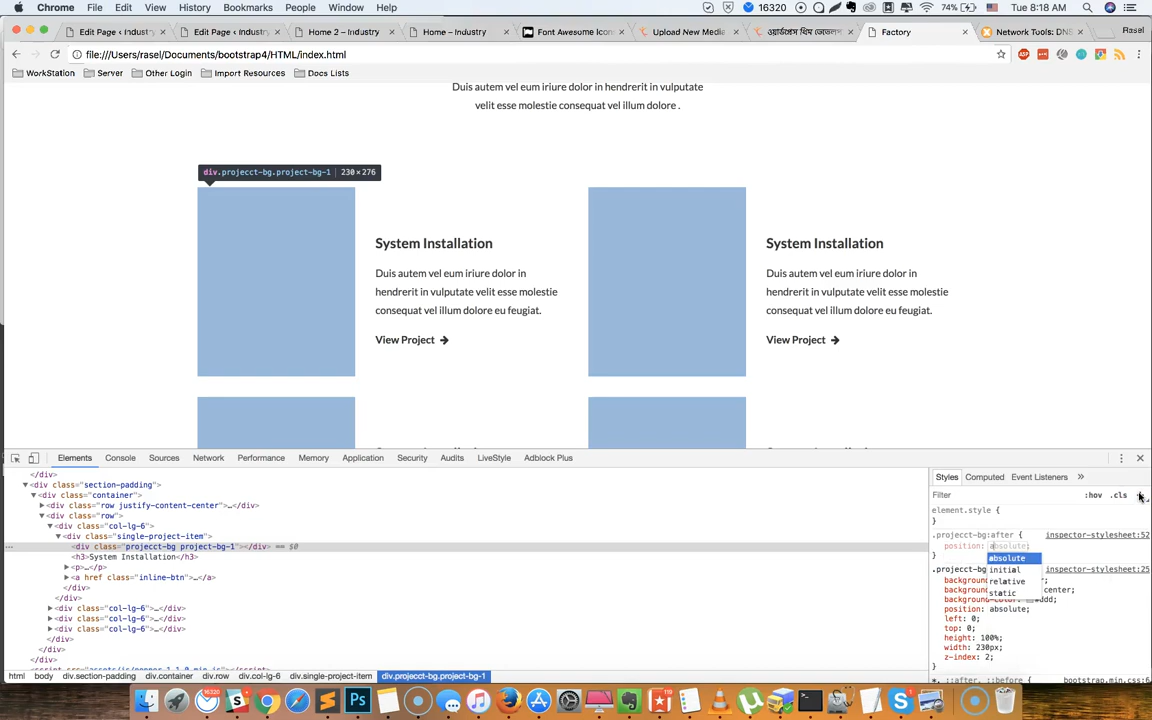 Chrome File Edit View History Bookmarks People Window Help 16320 74% Tue 8:18 AM
Edit Page ‹ Industry Edit Page ‹ Industry Home 2 – Industry Home – Industry Font Awesome Icons Upload New Media Factory Network Tools: DNS Rasel
file:///Users/rasel/Documents/bootstrap4/HTML/index.html
WorkStation Server Other Login Import Resources Docs Lists
Duis autem vel eum iriure dolor in hendrerit in vulputate
velit esse molestie consequat vel illum dolore .
div.projecct-bg.project-bg-1 | 230×276
System Installation
Duis autem vel eum iriure dolor in
hendrerit in vulputate velit esse molestie
consequat vel illum dolore eu feugiat.
View Project
System Installation
Duis autem vel eum iriure dolor in
hendrerit in vulputate velit esse molestie
consequat vel illum dolore eu feugiat.
View Project
Elements Console Sources Network Performance Memory Application Security Audits LiveStyle Adblock Plus
</div>
<div class="section-padding">
<div class="container">
<div class="row justify-content-center">…</div>
<div class="row">
<div class="col-lg-6">
<div class="single-project-item">
<div class="projecct-bg project-bg-1"></div> == $0
<h3>System Installation</h3>
<p>…</p>
<a href class="inline-btn">…</a>
</div>
</div>
<div class="col-lg-6">…</div>
<div class="col-lg-6">…</div>
<div class="col-lg-6">…</div>
</div>
</div>
html body div.section-padding div.container div.row div.col-lg-6 div.single-project-item div.projecct-bg.project-bg-1
Styles Computed Event Listeners »
Filter :hov .cls
element.style {
}
.project-bg:after { inspector-stylesheet:52
position: absolute;
}
absolute
initial
relative
static
.projecct-bg inspector-stylesheet:25
position: absolute;
left: 0;
top: 0;
height: 100%;
width: 230px;
z-index: 2;
}
*, ::after, ::before bootstrap.min.css:6